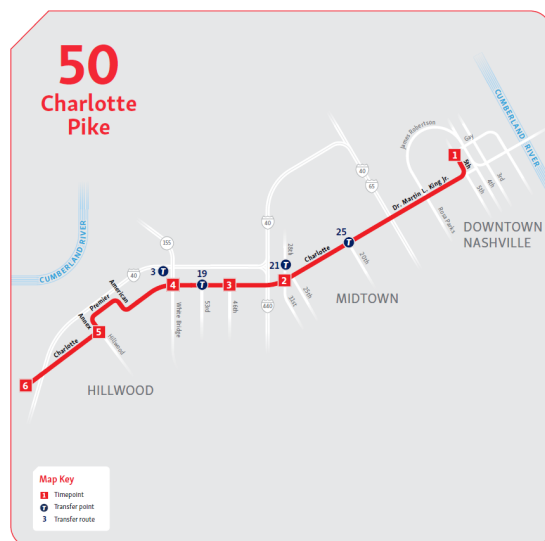 50
Charlotte
Pike
CUMBERLAND RIVER
James Robertson
Gay
1
5th
3rd
4th
5th
Dr. Martin L. King Jr.
Rosa Parks
DOWNTOWN
NASHVILLE
40
65
40
25
T
20th
Charlotte
28th
21 T
2
25th
31st
MIDTOWN
440
155
CUMBERLAND RIVER
3 T
19
T
4
3
40
American
Premier
Annex
White Bridge
53rd
46th
5
Hillwood
Charlotte
6
HILLWOOD
Map Key
1 Timepoint
T Transfer point
3 Transfer route